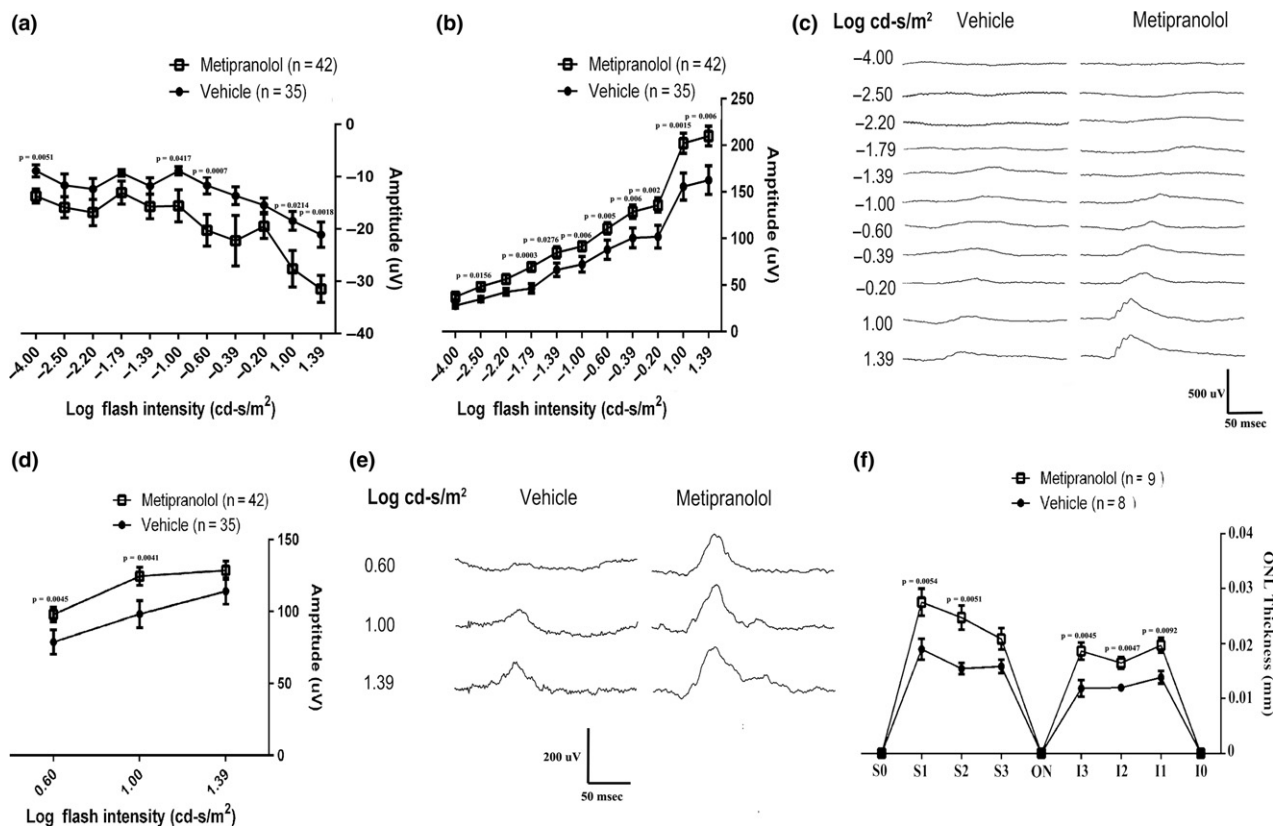 (a)
Metipranolol (n = 42)
Vehicle (n = 35)
p = 0.0051
p = 0.0417
p = 0.0007
p = 0.0214
p = 0.0018
0
−10
−20
−30
−40
Amptitude (uV)
−4.00
−2.50
−2.20
−1.79
−1.39
−1.00
−0.60
−0.39
−0.20
1.00
1.39
Log flash intensity (cd-s/m²)
(b)
Metipranolol (n = 42)
Vehicle (n = 35)
p = 0.0156
p = 0.0003
p = 0.0276
p = 0.006
p = 0.005
p = 0.006
p = 0.002
p = 0.0015
p = 0.006
250
200
150
100
50
0
Amptitude (uV)
−4.00
−2.50
−2.20
−1.79
−1.39
−1.00
−0.60
−0.39
−0.20
1.00
1.39
Log flash intensity (cd-s/m²)
(c)
Log cd-s/m²
Vehicle
Metipranolol
−4.00
−2.50
−2.20
−1.79
−1.39
−1.00
−0.60
−0.39
−0.20
1.00
1.39
500 uV
50 msec
(d)
Metipranolol (n = 42)
Vehicle (n = 35)
p = 0.0045
p = 0.0041
150
100
50
0
Amptitude (uV)
0.60
1.00
1.39
Log flash intensity (cd-s/m²)
(e)
Log cd-s/m²
Vehicle
Metipranolol
0.60
1.00
1.39
200 uV
50 msec
(f)
Metipranolol (n = 9 )
Vehicle (n = 8 )
p = 0.0054
p = 0.0051
p = 0.0045
p = 0.0047
p = 0.0092
0.04
0.03
0.02
0.01
0
ONL Thickness (mm)
S0
S1
S2
S3
ON
I3
I2
I1
I0